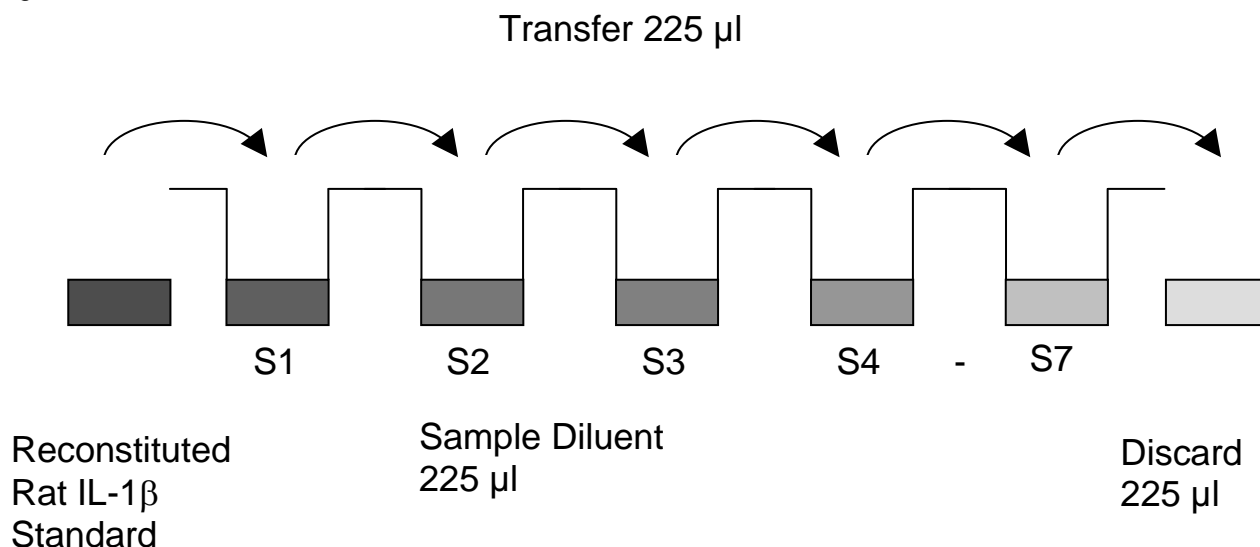 Transfer 225 µl
S1 S2 S3 S4 - S7
Reconstituted
Rat IL-1β
Standard
Sample Diluent
225 µl
Discard
225 µl